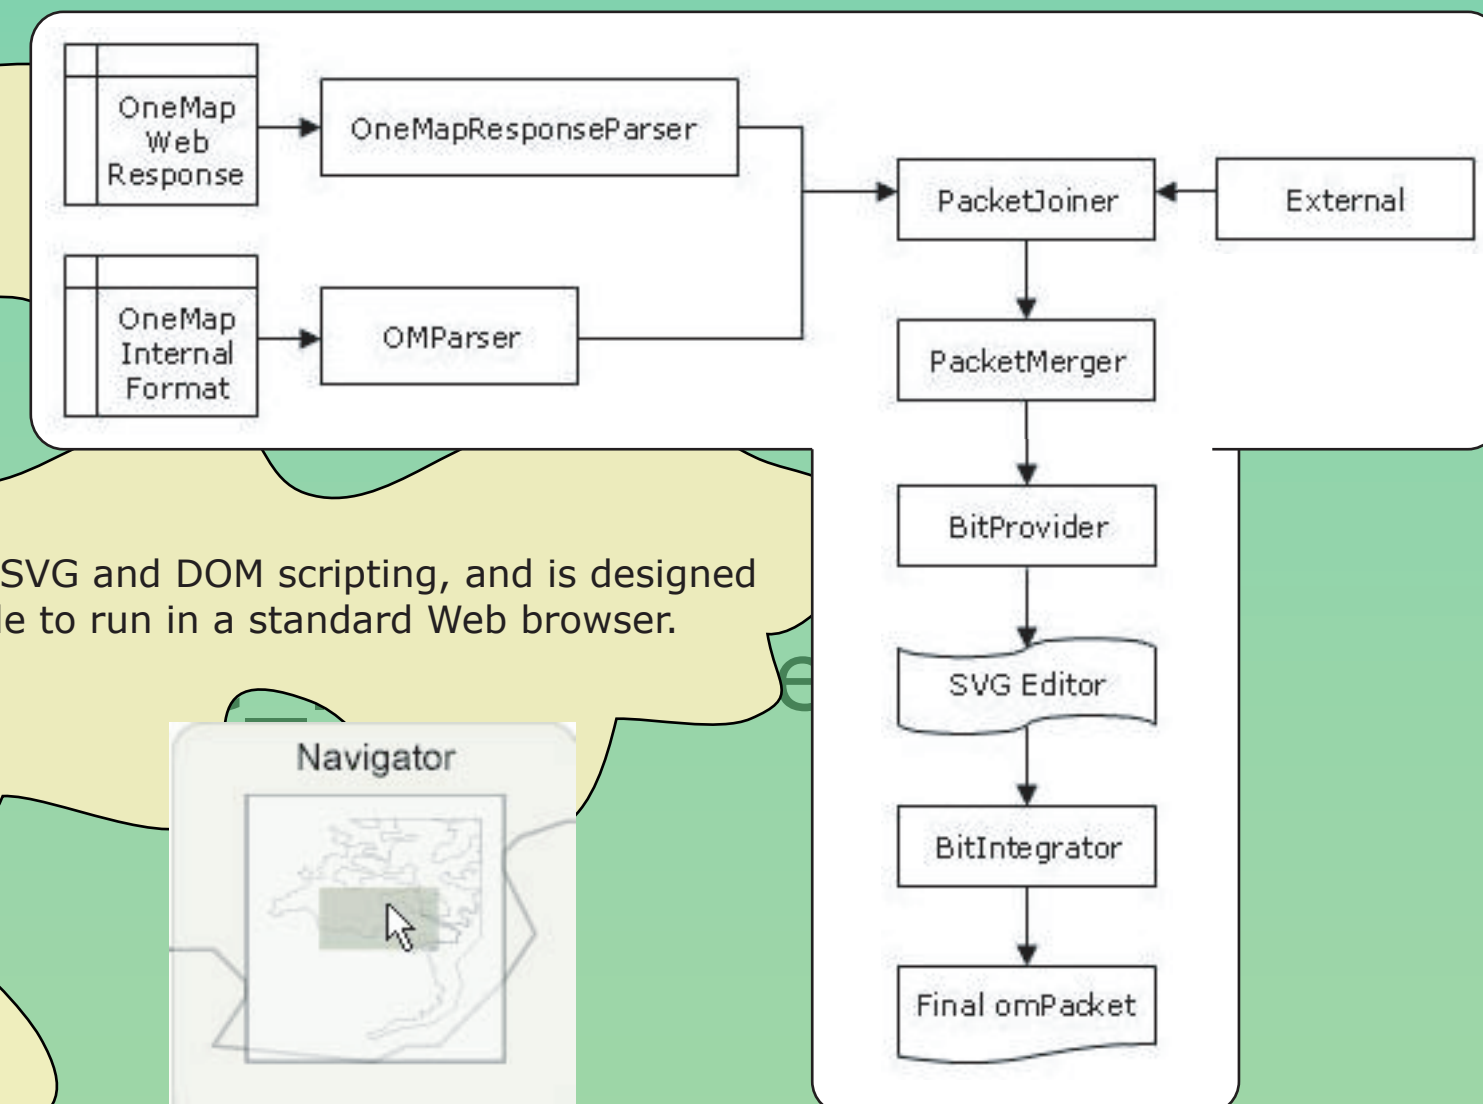 OneMap
Web
Response
OneMapResponseParser
PacketJoiner
External
OneMap
Internal
Format
OMParser
PacketMerger
BitProvider
SVG and DOM scripting, and is designed
to run in a standard Web browser.
SVG Editor
Navigator
BitIntegrator
Final omPacket